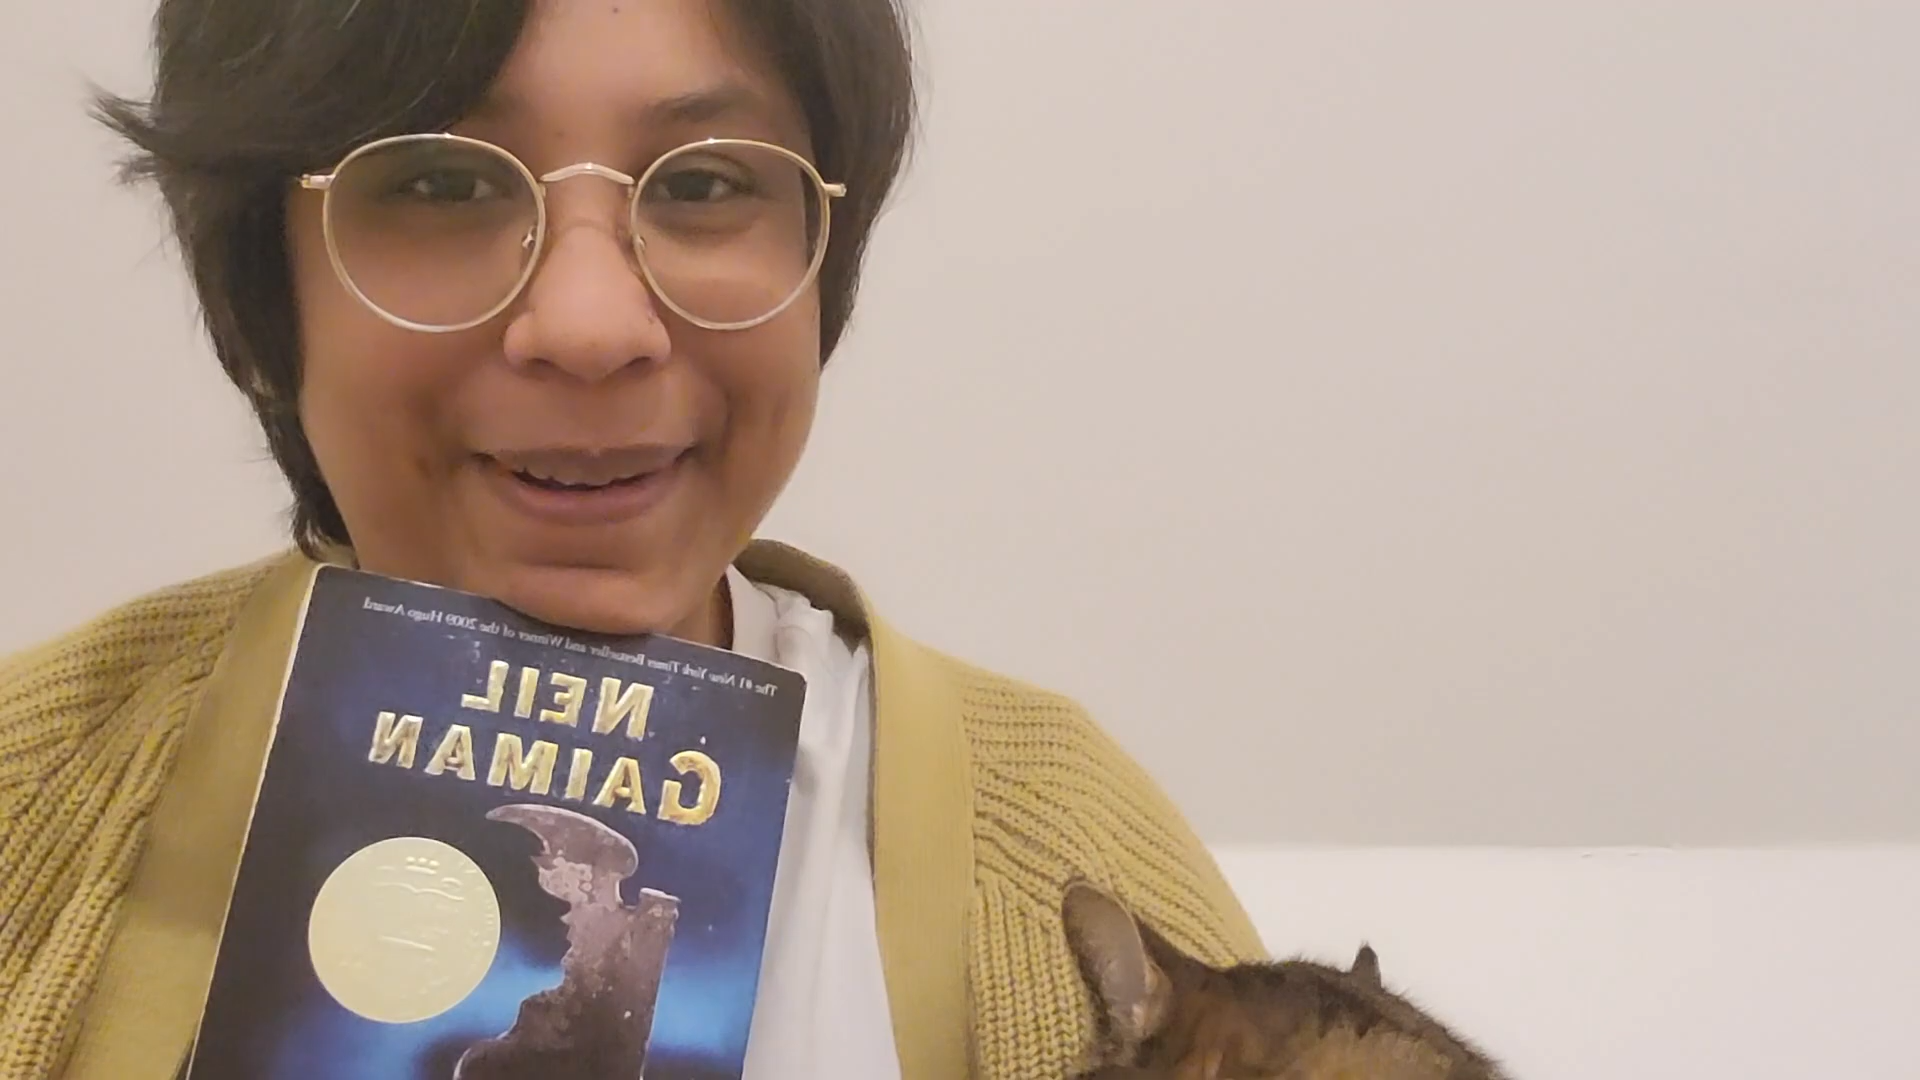 The #1 New York Times Bestseller and Winner of the 2009 Hugo Award
NEIL
GAIMAN